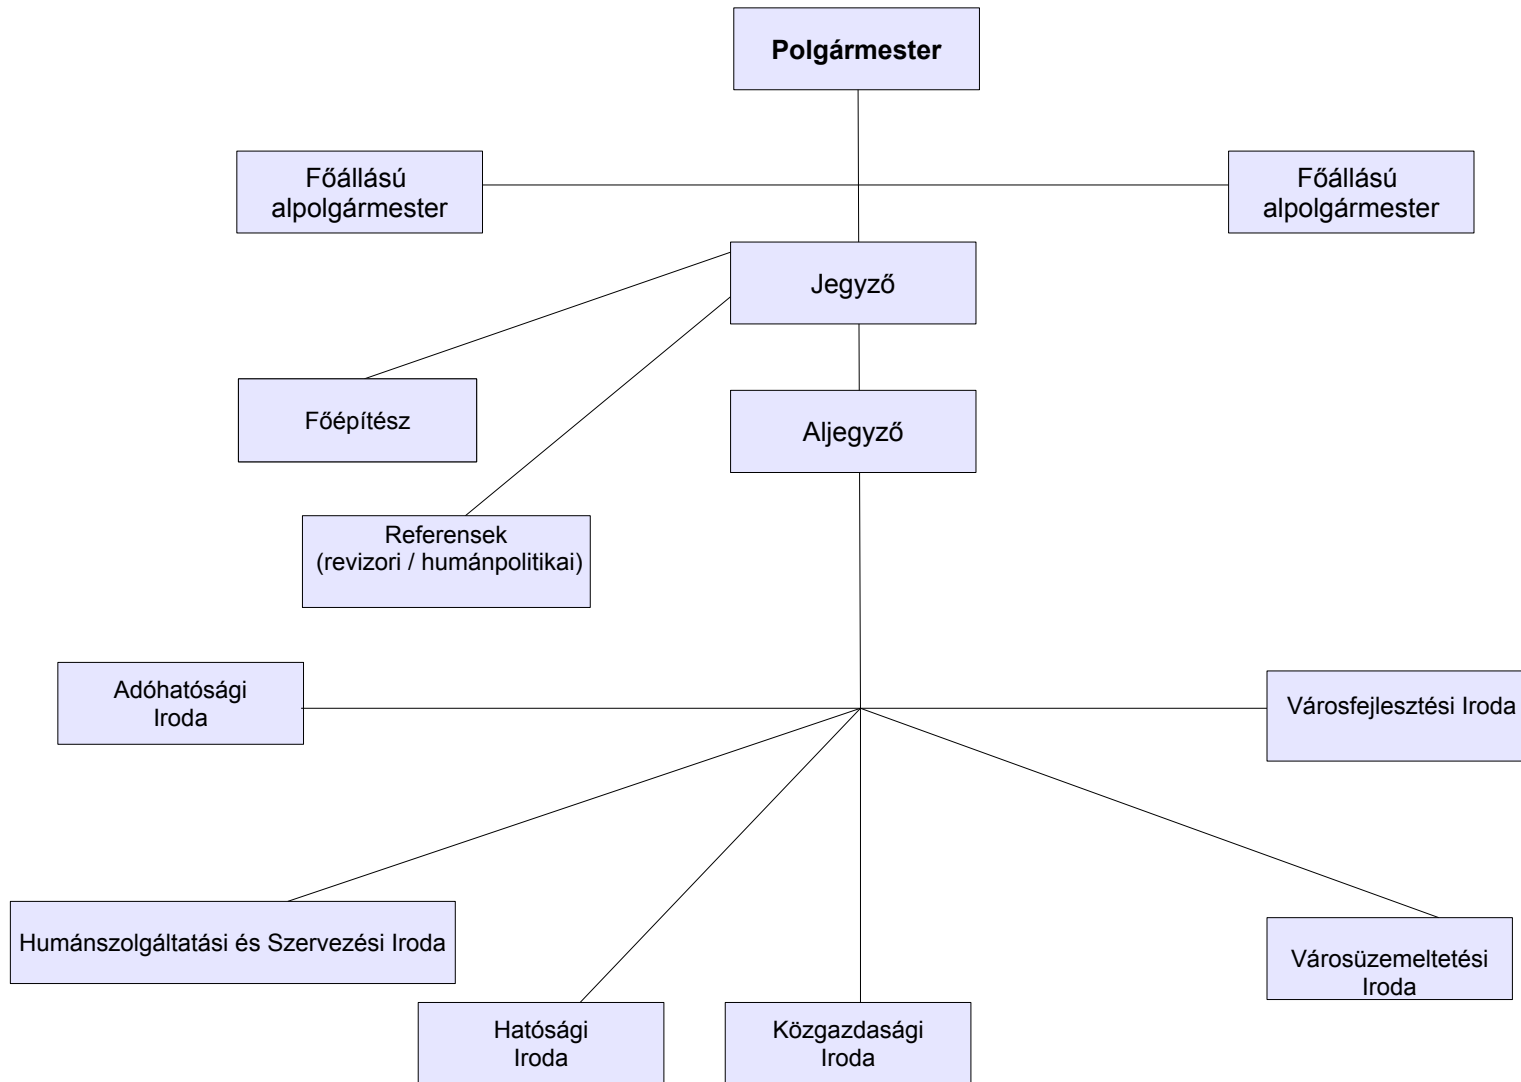 Polgármester
Főállású
alpolgármester
Főállású
alpolgármester
Jegyző
Főépítész
Aljegyző
Referensek
(revizori / humánpolitikai)
Adóhatósági
Iroda
Városfejlesztési Iroda
Humánszolgáltatási és Szervezési Iroda
Városüzemeltetési
Iroda
Hatósági
Iroda
Közgazdasági
Iroda